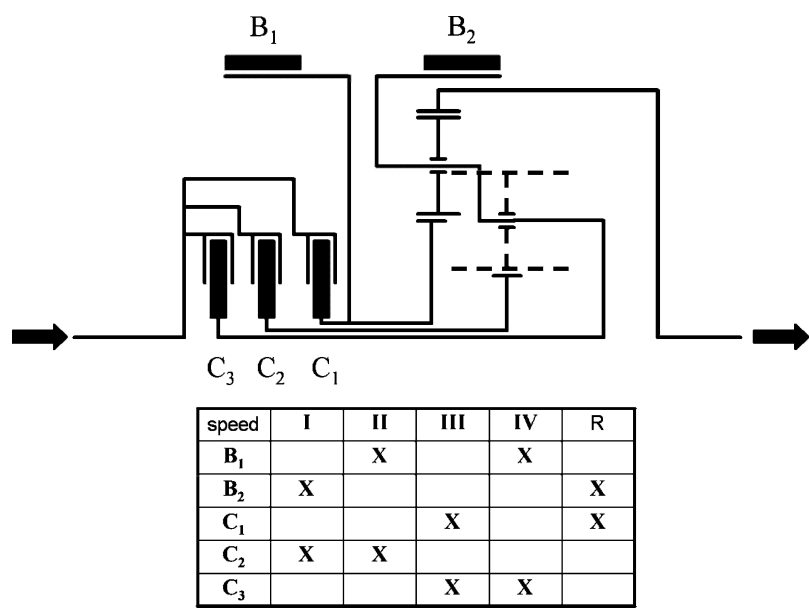 B₁ B₂
C₃ C₂ C₁
speed I II III IV R
B₁ X X
B₂ X X
C₁ X X
C₂ X X
C₃ X X